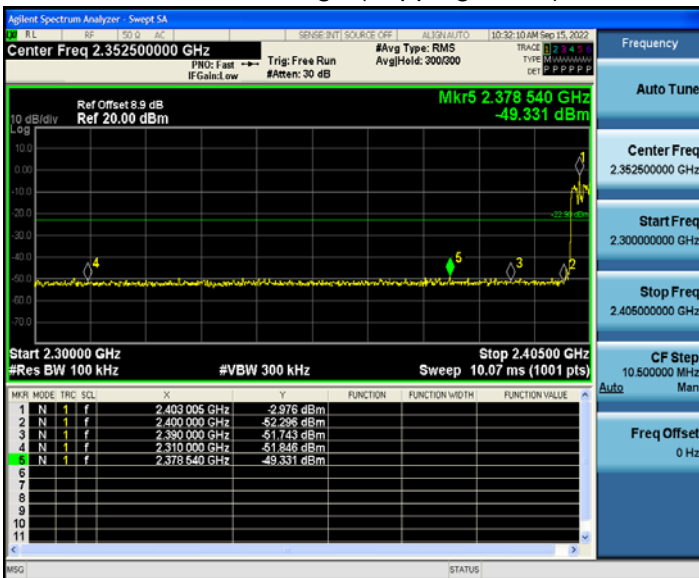 Agilent Spectrum Analyzer - Swept SA
RL RF 50 Ω AC SENSE:INT SOURCE OFF ALIGNAUTO 10:32:10 AM Sep 15, 2022
Center Freq 2.352500000 GHz #Avg Type: RMS TRACE 1 2 3 4 5 6
PNO: Fast Trig: Free Run Avg|Hold: 300/300 TYPE M
IFGain:Low #Atten: 30 dB DET P P P P P P
Frequency
Auto Tune
Center Freq
2.352500000 GHz
Start Freq
2.300000000 GHz
Stop Freq
2.405000000 GHz
CF Step
10.500000 MHz
Auto Man
Freq Offset
0 Hz
Mkr5 2.378 540 GHz
-49.331 dBm
Ref Offset 8.9 dB
10 dB/div Ref 20.00 dBm
Log
10.0
0.00
-10.0
-20.0
-30.0
-40.0
-50.0
-60.0
-70.0
1
-22.90 dBm
4
5
3
2
Start 2.30000 GHz Stop 2.40500 GHz
#Res BW 100 kHz #VBW 300 kHz Sweep 10.07 ms (1001 pts)
MKR MODE TRC SCL X Y FUNCTION FUNCTION WIDTH FUNCTION VALUE
1 N 1 f 2.403 005 GHz -2.976 dBm
2 N 1 f 2.400 000 GHz -52.296 dBm
3 N 1 f 2.390 000 GHz -51.743 dBm
4 N 1 f 2.310 000 GHz -51.846 dBm
5 N 1 f 2.378 540 GHz -49.331 dBm
6
7
8
9
10
11
MSG STATUS